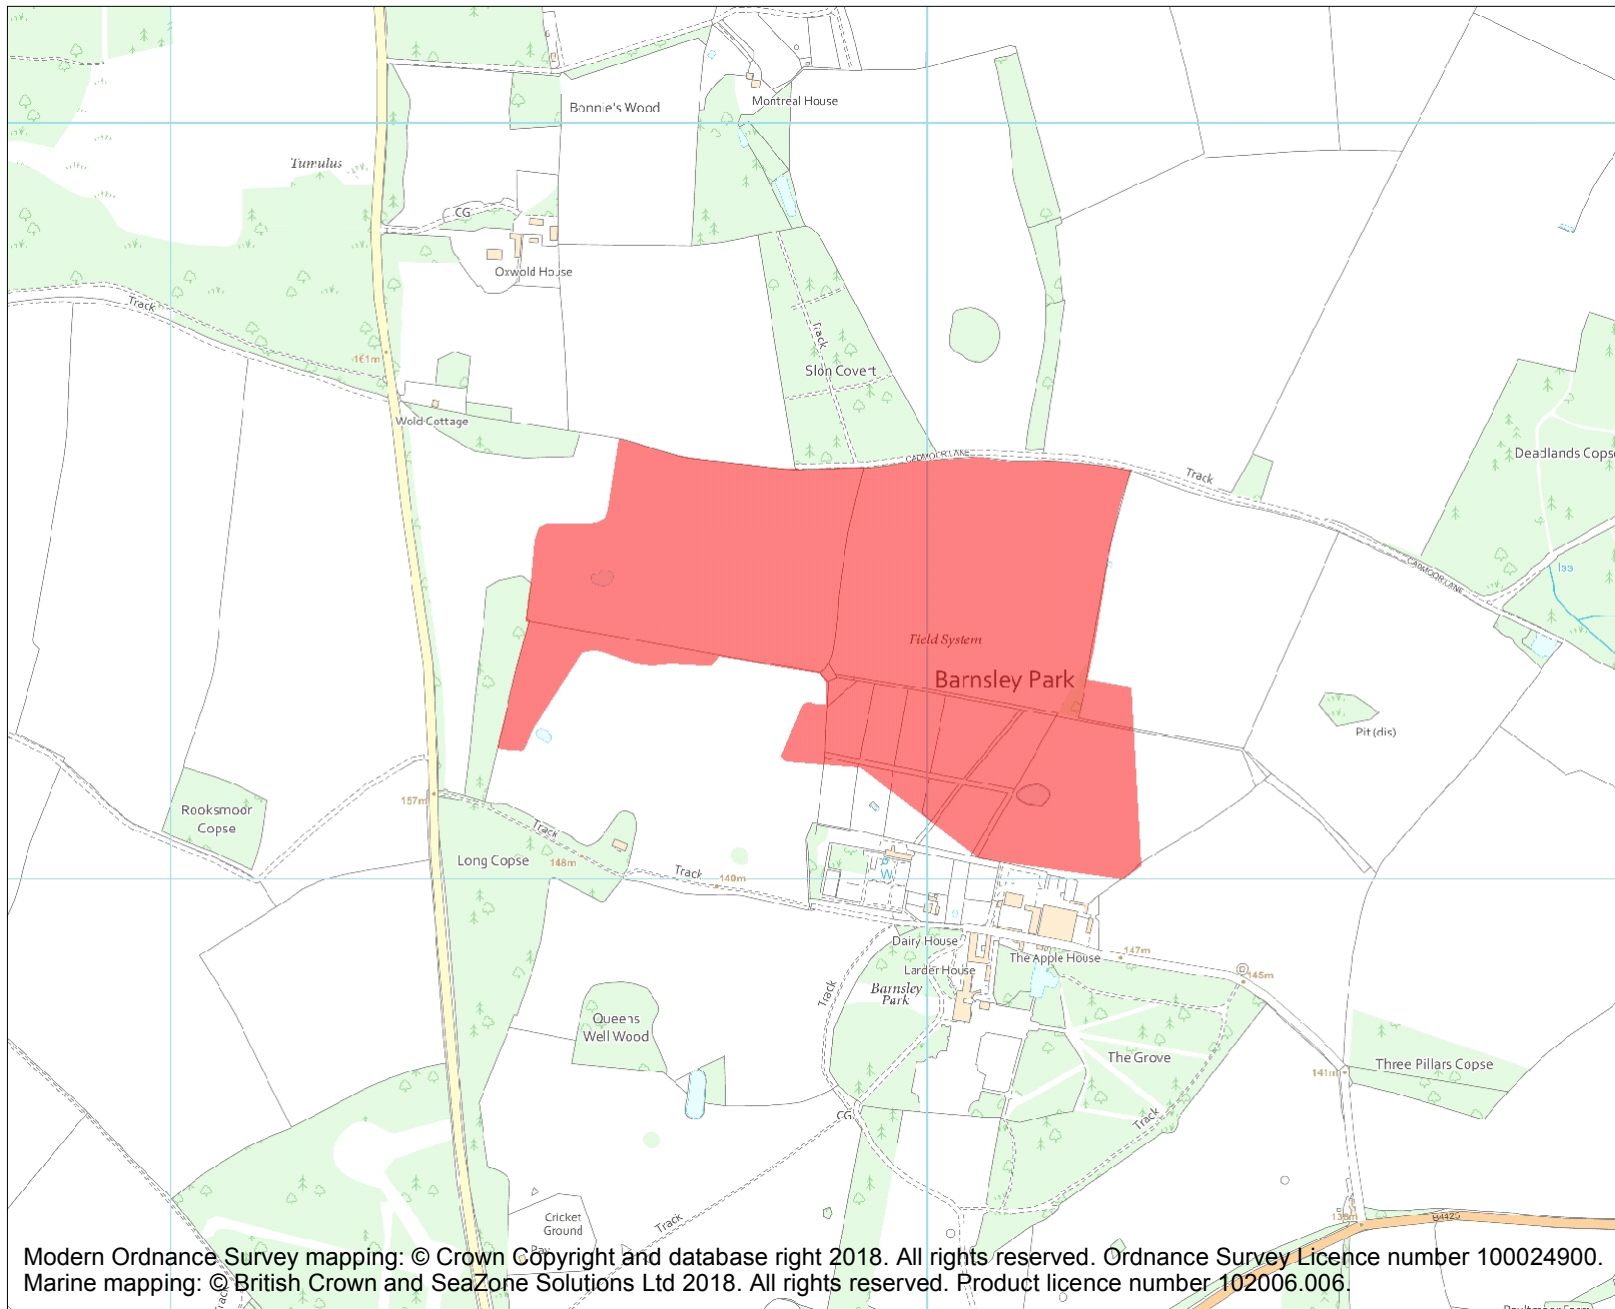 Montreal House
Bonnie's Wood
Tumulus
CG
Oxwold House
Track
Track
161m
Slon Covert
Wold Cottage
CADMOOR LANE
Track
Deadlands Copse
CADMOOR LANE
Field System
Barnsley Park
Pit (dis)
157m
Rooksmoor
Copse
Track
Long Copse
148m
Track
149m
W
Dairy House
The Apple House
147m
Larder House
145m
Barnsley
Park
Track
Queens
Well Wood
The Grove
Three Pillars Copse
141m
CG
Track
Cricket
Ground
Pav
Track
B4425
Track
Modern Ordnance Survey mapping: © Crown Copyright and database right 2018. All rights reserved. Ordnance Survey Licence number 100024900.
Marine mapping: © British Crown and SeaZone Solutions Ltd 2018. All rights reserved. Product licence number 102006.006.